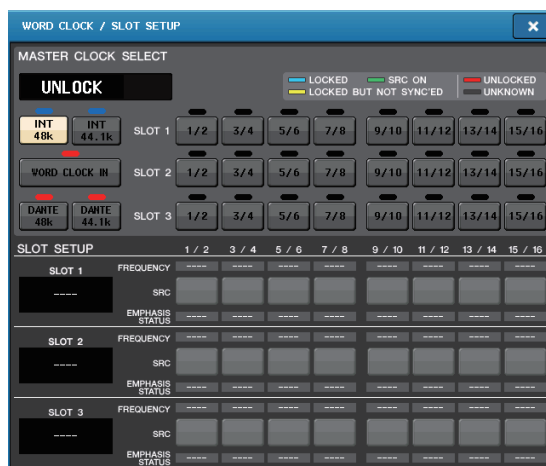 WORD CLOCK / SLOT SETUP ×
MASTER CLOCK SELECT
UNLOCK
LOCKED SRC ON UNLOCKED
LOCKED BUT NOT SYNC'ED UNKNOWN
INT 48k INT 44.1k SLOT 1 1/2 3/4 5/6 7/8 9/10 11/12 13/14 15/16
WORD CLOCK IN SLOT 2 1/2 3/4 5/6 7/8 9/10 11/12 13/14 15/16
DANTE 48k DANTE 44.1k SLOT 3 1/2 3/4 5/6 7/8 9/10 11/12 13/14 15/16
SLOT SETUP 1 / 2 3 / 4 5 / 6 7 / 8 9 / 10 11 / 12 13 / 14 15 / 16
SLOT 1 FREQUENCY ---- ---- ---- ---- ---- ---- ---- ----
---- SRC
EMPHASIS STATUS ---- ---- ---- ---- ---- ---- ---- ----
SLOT 2 FREQUENCY ---- ---- ---- ---- ---- ---- ---- ----
---- SRC
EMPHASIS STATUS ---- ---- ---- ---- ---- ---- ---- ----
SLOT 3 FREQUENCY ---- ---- ---- ---- ---- ---- ---- ----
---- SRC
EMPHASIS STATUS ---- ---- ---- ---- ---- ---- ---- ----